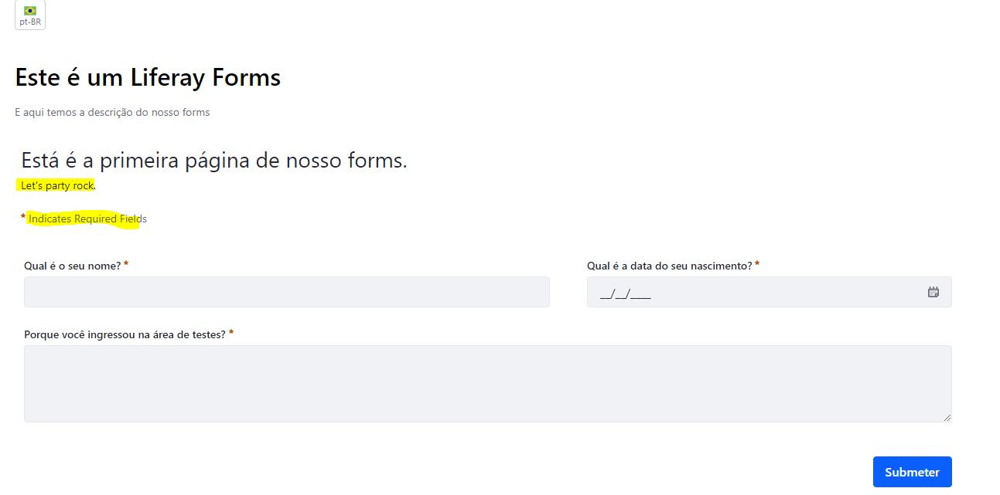 pt-BR
Este é um Liferay Forms
E aqui temos a descrição do nosso forms
Está é a primeira página de nosso forms.
Let's party rock.
* Indicates Required Fields
Qual é o seu nome? *
Qual é a data do seu nascimento? *
__/__/____
Porque você ingressou na área de testes? *
Submeter